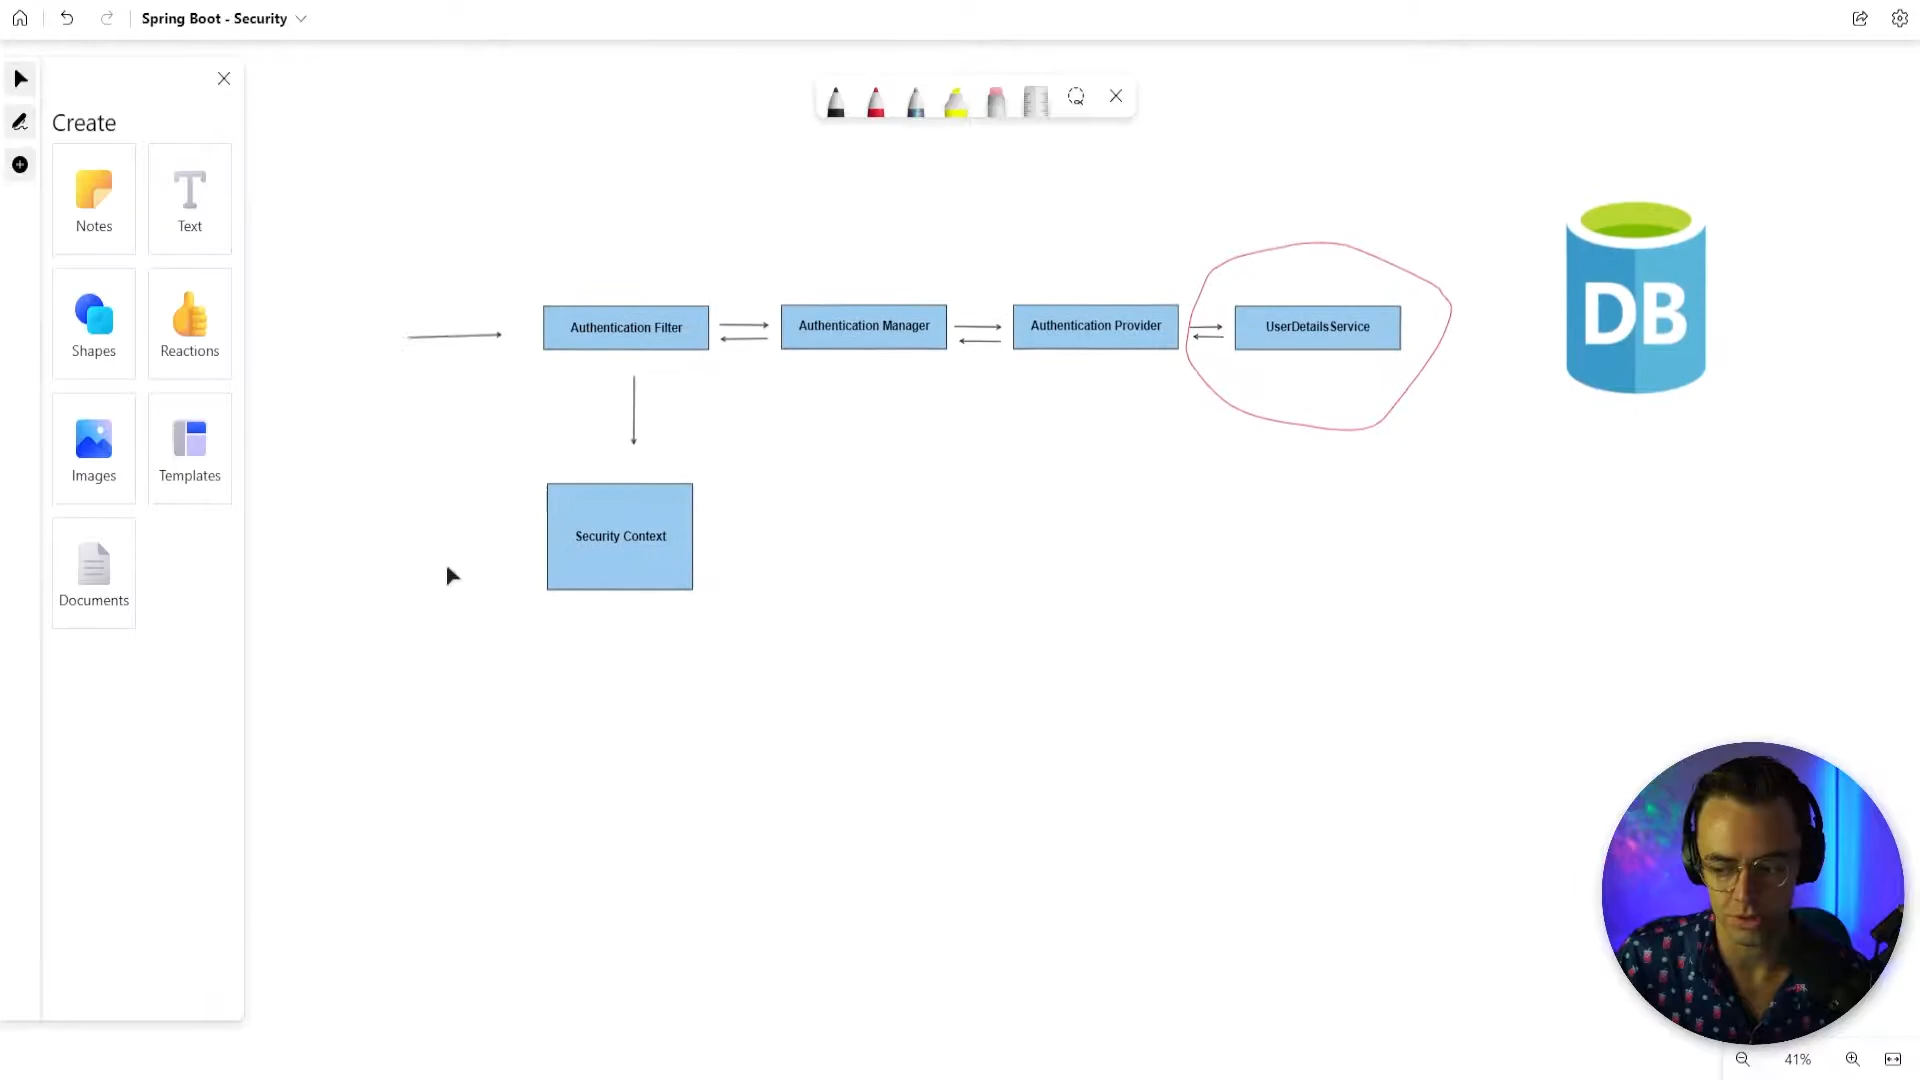 Spring Boot - Security
Create
Notes
Text
Shapes
Reactions
Images
Templates
Documents
Authentication Filter
Authentication Manager
Authentication Provider
UserDetailsService
DB
Security Context
41%